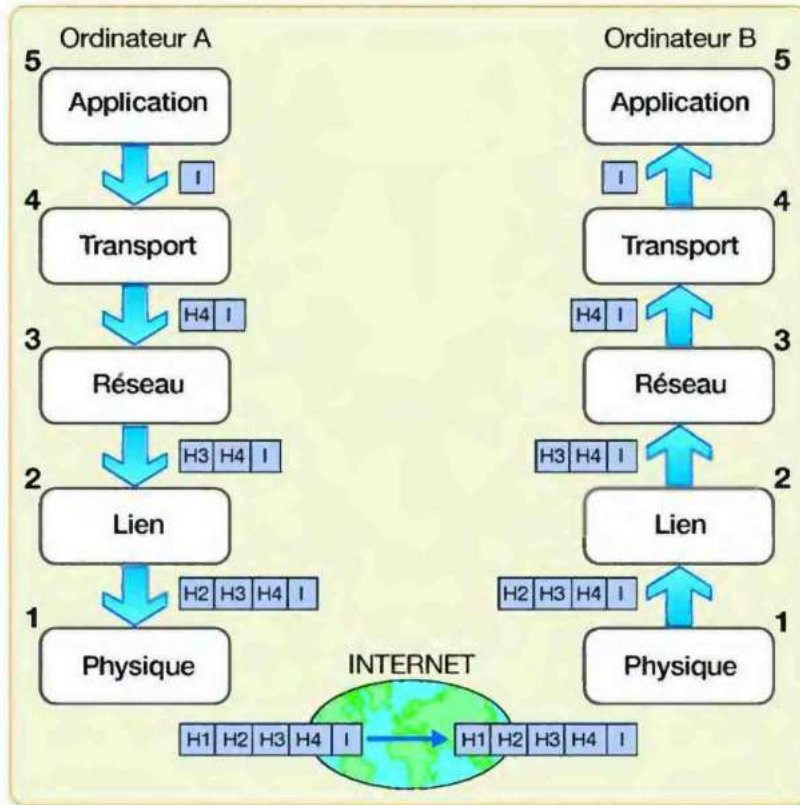 Ordinateur A
5
Application
I
4
Transport
H4 I
3
Réseau
H3 H4 I
2
Lien
H2 H3 H4 I
1
Physique
H1 H2 H3 H4 I
INTERNET
H1 H2 H3 H4 I
Ordinateur B
5
Application
I
4
Transport
H4 I
3
Réseau
H3 H4 I
2
Lien
H2 H3 H4 I
1
Physique